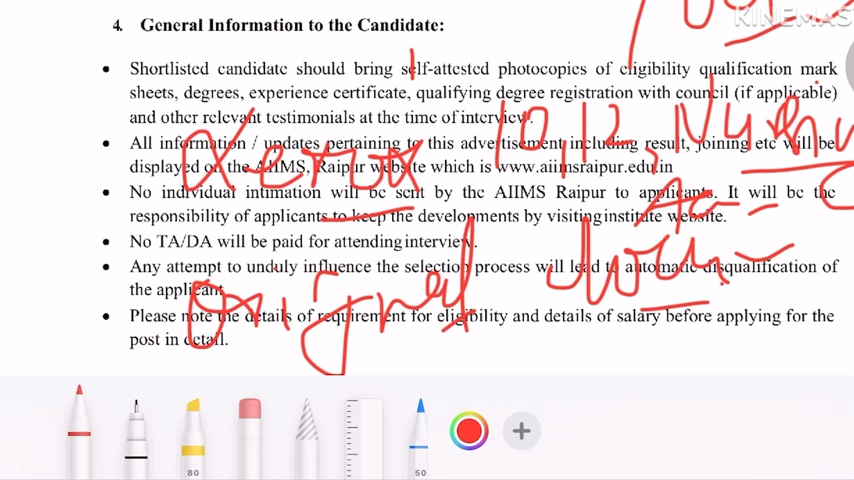 KINEMAS
4. General Information to the Candidate:
• Shortlisted candidate should bring self-attested photocopies of eligibility qualification mark
sheets, degrees, experience certificate, qualifying degree registration with council (if applicable)
and other relevant testimonials at the time of interview.
• All information / updates pertaining to this advertisement including result, joining etc will be
displayed on the AIIMS, Raipur website which is www.aiimsraipur.edu.in
• No individual intimation will be sent by the AIIMS Raipur to applicants. It will be the
responsibility of applicants to keep the developments by visiting institute website.
• No TA/DA will be paid for attending interview.
• Any attempt to unduly influence the selection process will lead to automatic disqualification of
the applicant.
• Please note the details of requirement for eligibility and details of salary before applying for the
post in detail.
Xerox 10, 12,
Original
80
50